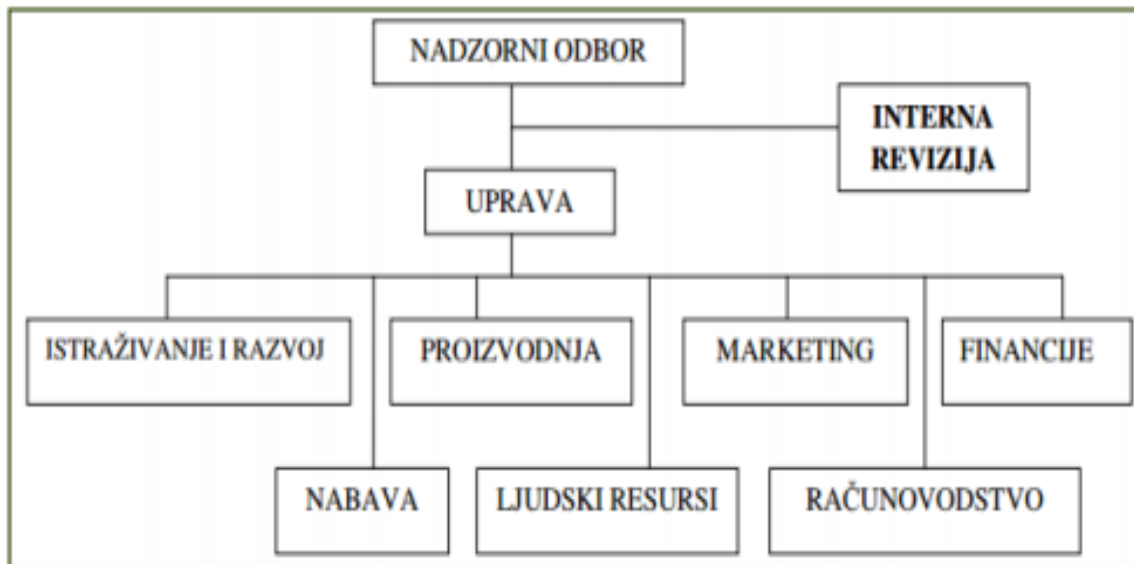 NADZORNI ODBOR
INTERNA
REVIZIJA
UPRAVA
ISTRAŽIVANJE I RAZVOJ
PROIZVODNJA
MARKETING
FINANCIJE
NABAVA
LJUDSKI RESURSI
RAČUNOVODSTVO